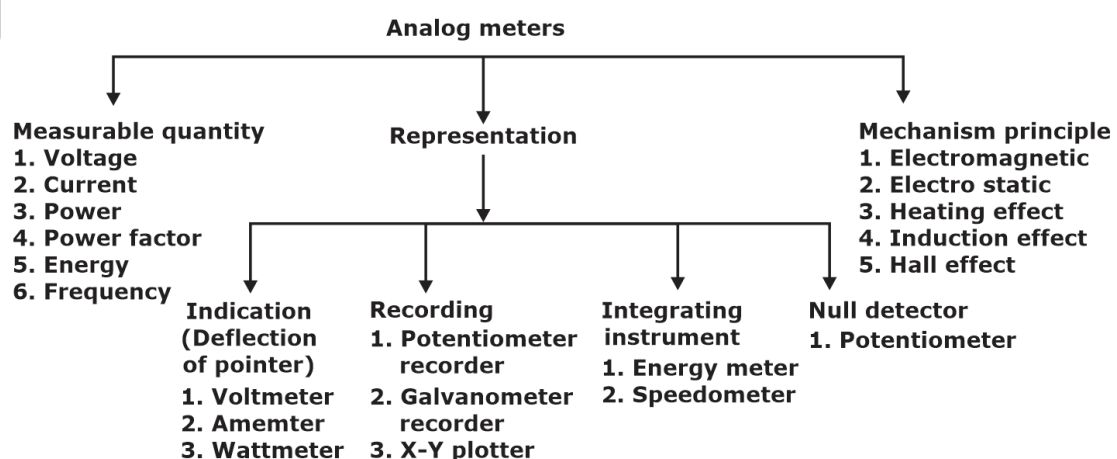 Analog meters
Measurable quantity
1. Voltage
2. Current
3. Power
4. Power factor
5. Energy
6. Frequency
Representation
Mechanism principle
1. Electromagnetic
2. Electro static
3. Heating effect
4. Induction effect
5. Hall effect
Indication
(Deflection
of pointer)
1. Voltmeter
2. Amemter
3. Wattmeter
Recording
1. Potentiometer
recorder
2. Galvanometer
recorder
3. X-Y plotter
Integrating
instrument
1. Energy meter
2. Speedometer
Null detector
1. Potentiometer